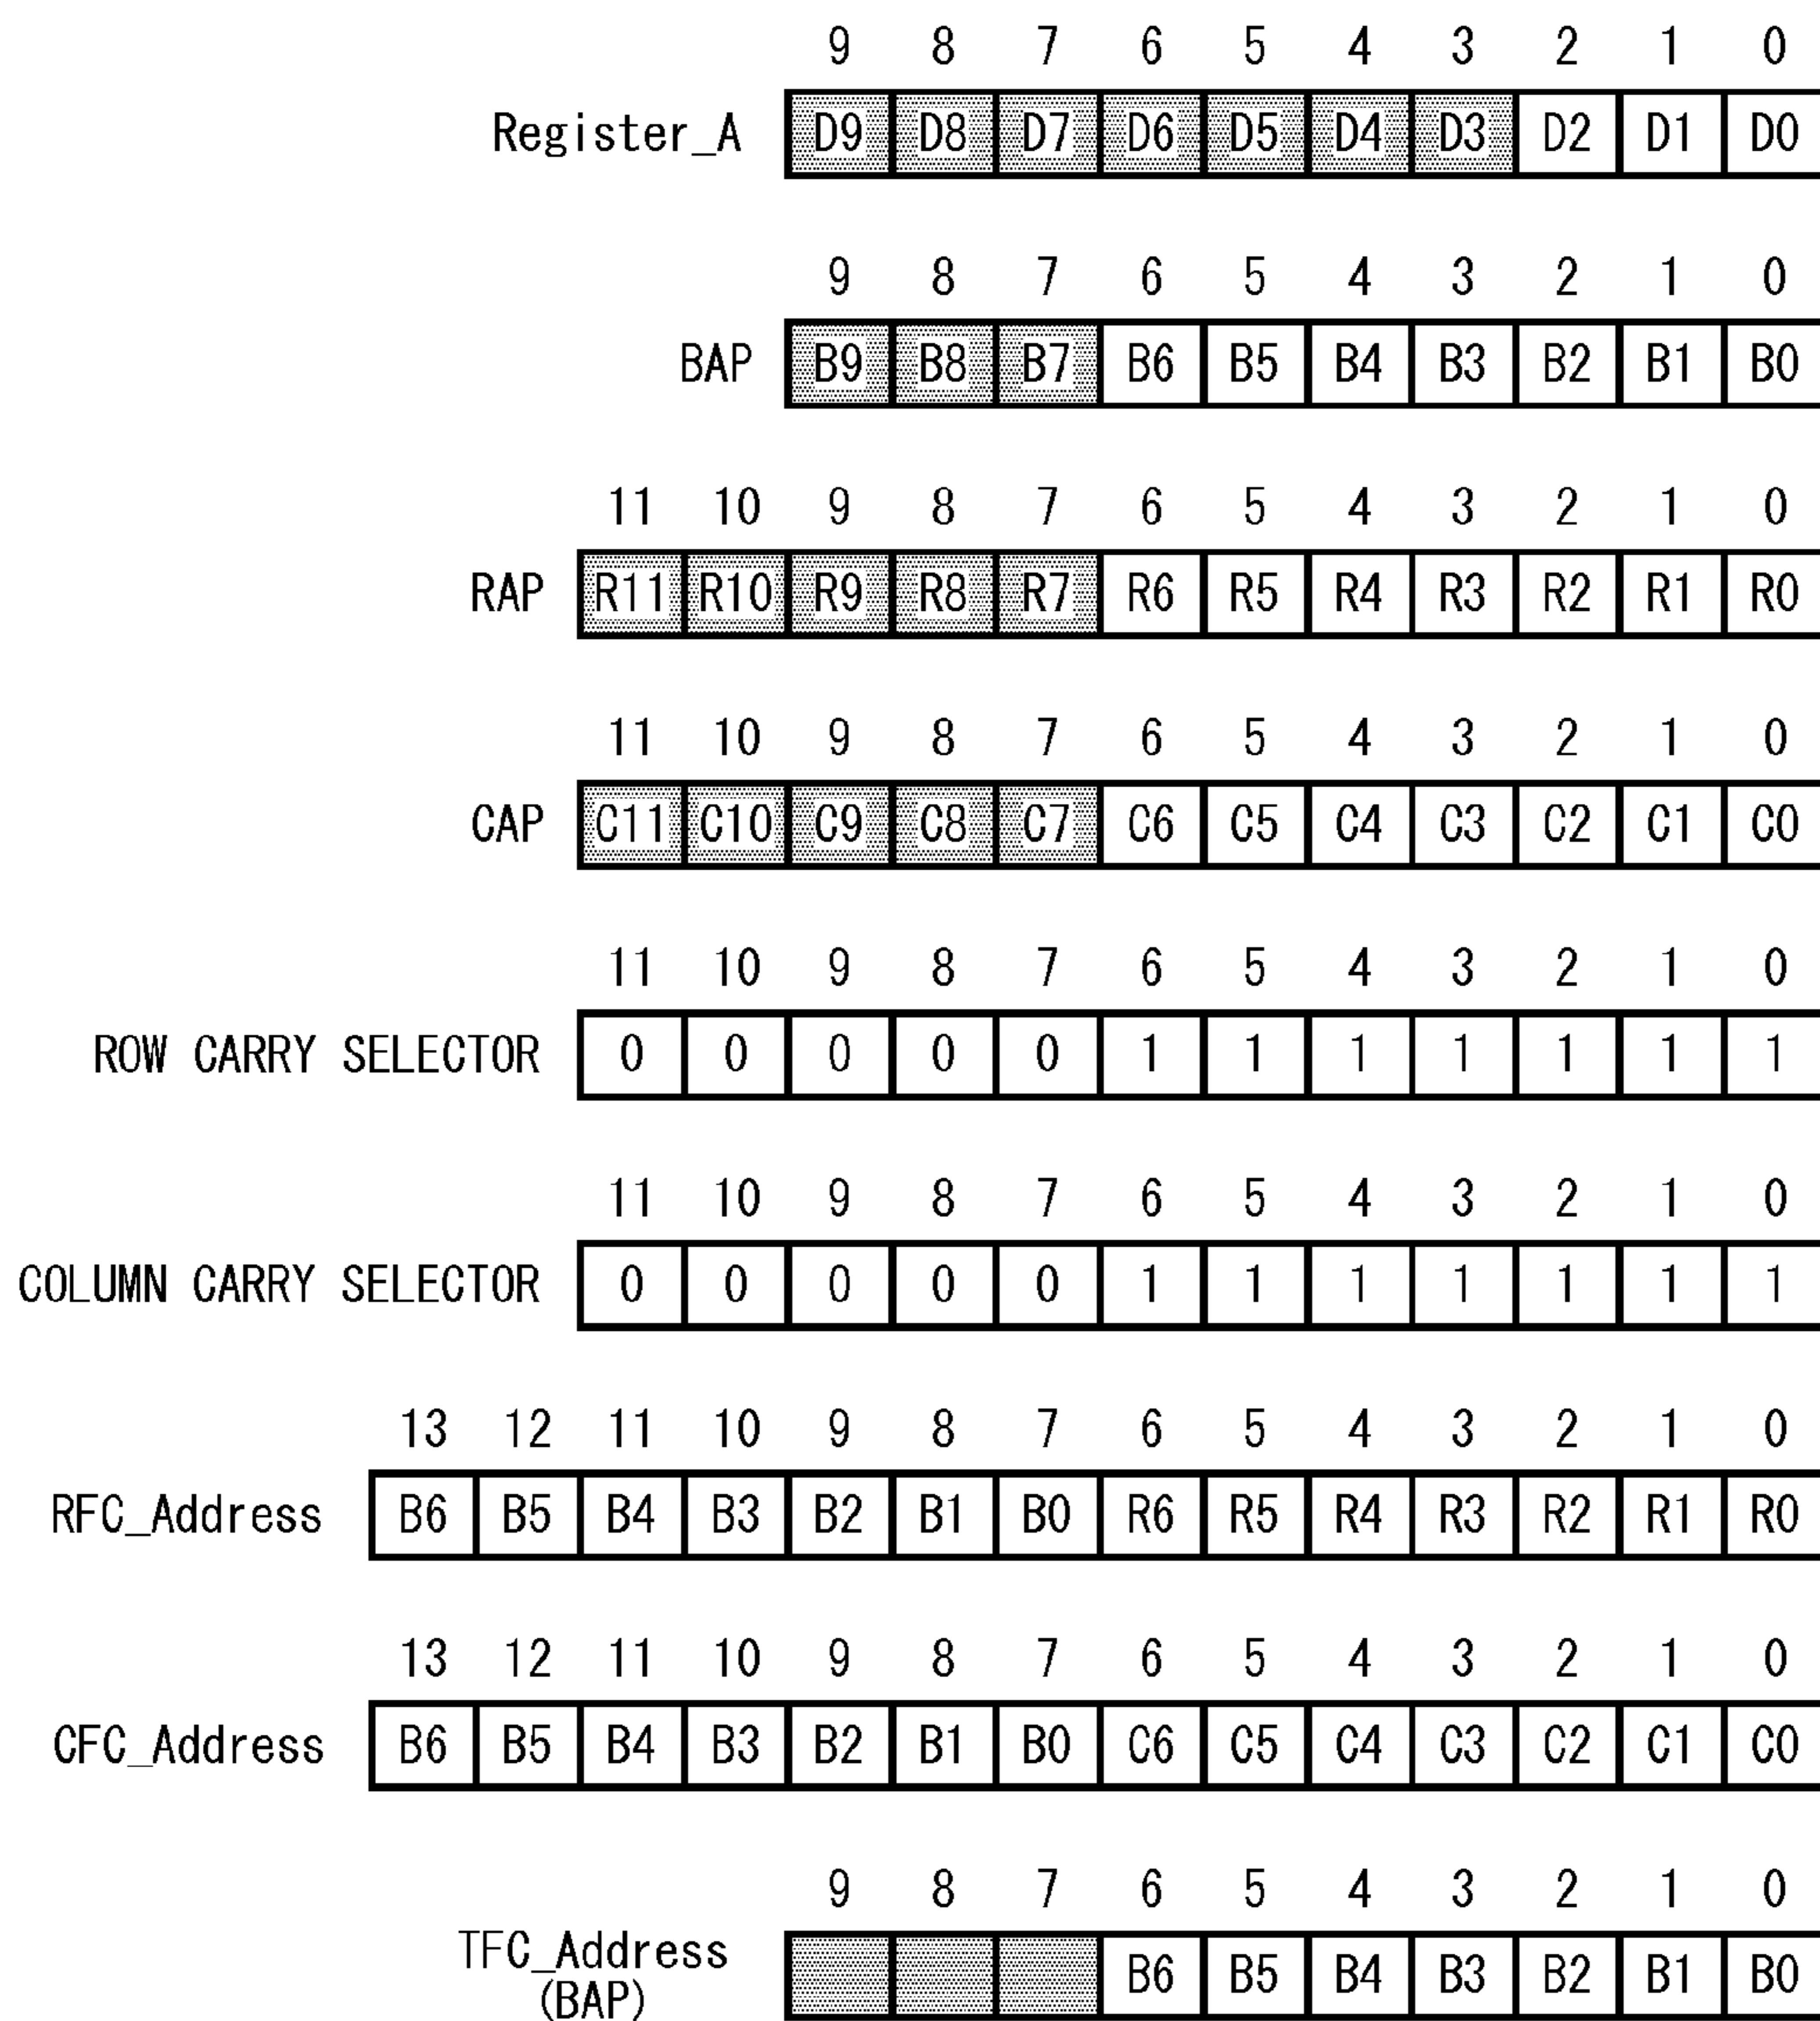 9 8 7 6 5 4 3 2 1 0
Register_A D9 D8 D7 D6 D5 D4 D3 D2 D1 D0
9 8 7 6 5 4 3 2 1 0
BAP B9 B8 B7 B6 B5 B4 B3 B2 B1 B0
11 10 9 8 7 6 5 4 3 2 1 0
RAP R11 R10 R9 R8 R7 R6 R5 R4 R3 R2 R1 R0
11 10 9 8 7 6 5 4 3 2 1 0
CAP C11 C10 C9 C8 C7 C6 C5 C4 C3 C2 C1 C0
11 10 9 8 7 6 5 4 3 2 1 0
ROW CARRY SELECTOR 0 0 0 0 0 1 1 1 1 1 1 1
11 10 9 8 7 6 5 4 3 2 1 0
COLUMN CARRY SELECTOR 0 0 0 0 0 1 1 1 1 1 1 1
13 12 11 10 9 8 7 6 5 4 3 2 1 0
RFC_Address B6 B5 B4 B3 B2 B1 B0 R6 R5 R4 R3 R2 R1 R0
13 12 11 10 9 8 7 6 5 4 3 2 1 0
CFC_Address B6 B5 B4 B3 B2 B1 B0 C6 C5 C4 C3 C2 C1 C0
9 8 7 6 5 4 3 2 1 0
TFC_Address B6 B5 B4 B3 B2 B1 B0
(BAP)